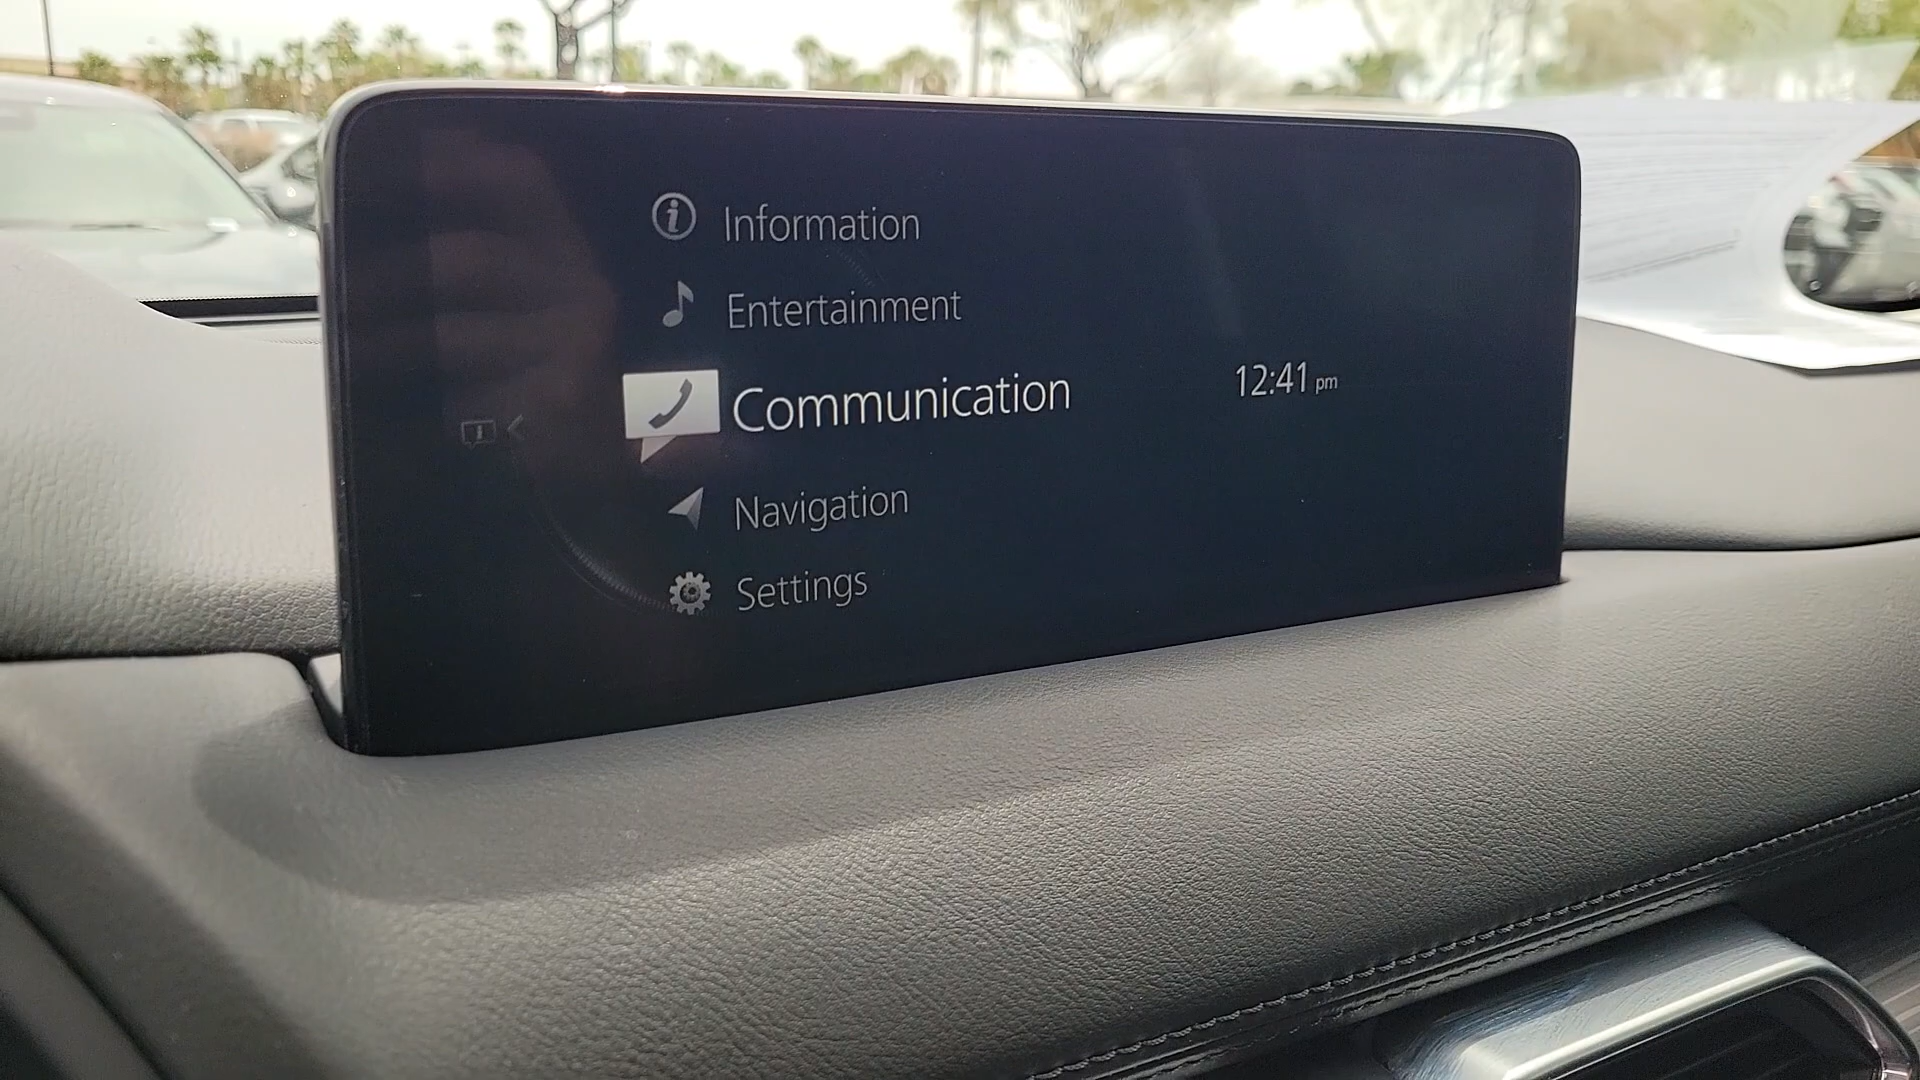 Information
Entertainment
Communication
12:41 pm
Navigation
Settings